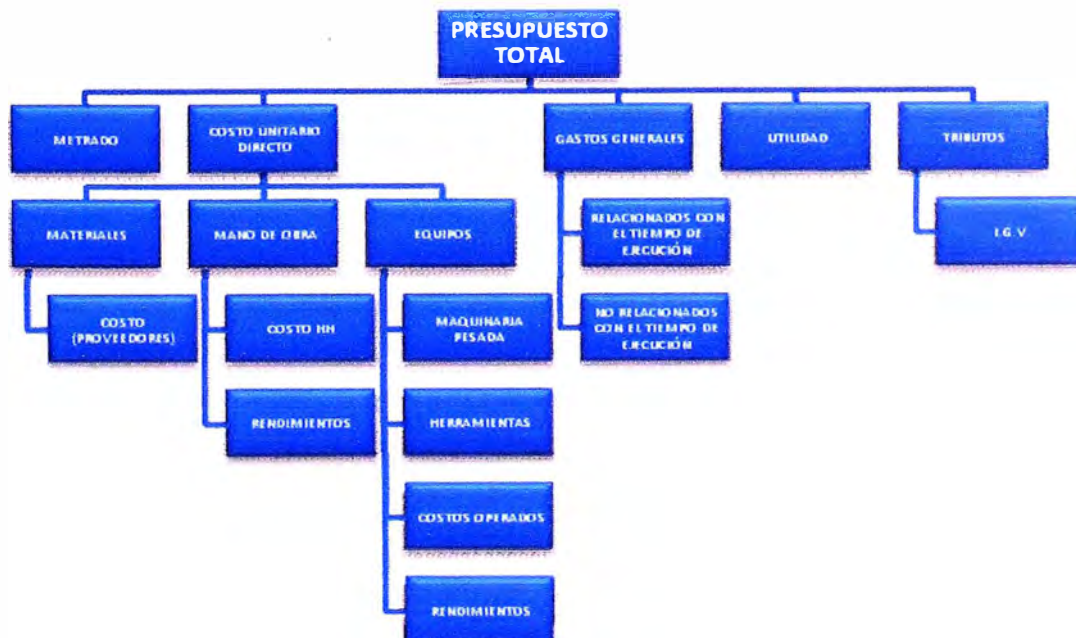 PRESUPUESTO
TOTAL
METRADO
COSTO UNITARIO
DIRECTO
GASTOS GENERALES
UTILIDAD
TRIBUTOS
MATERIALES
MANO DE OBRA
EQUIPOS
RELACIONADOS CON
EL TIEMPO DE
EJECUCIÓN
I.G.V
COSTO
(PROVEEDORES)
COSTO HH
MAQUINARIA
PESADA
NO RELACIONADOS
CON EL TIEMPO DE
EJECUCIÓN
RENDIMIENTOS
HERRAMIENTAS
COSTOS OPERADOS
RENDIMIENTOS